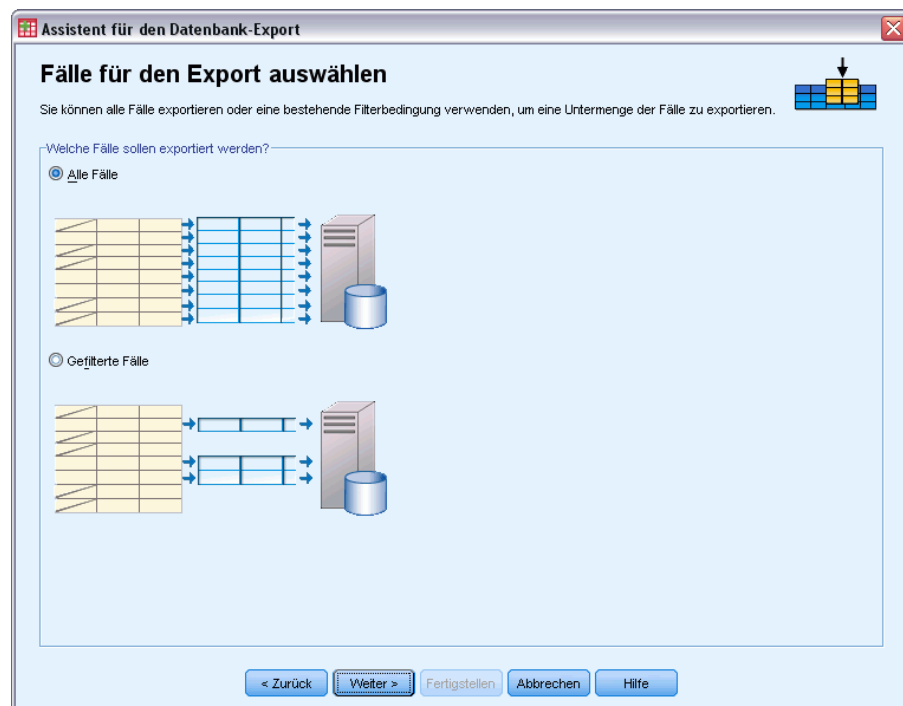 Assistent für den Datenbank-Export
Fälle für den Export auswählen
Sie können alle Fälle exportieren oder eine bestehende Filterbedingung verwenden, um eine Untermenge der Fälle zu exportieren.
Welche Fälle sollen exportiert werden?
Alle Fälle
Gefilterte Fälle
< Zurück Weiter > Fertigstellen Abbrechen Hilfe